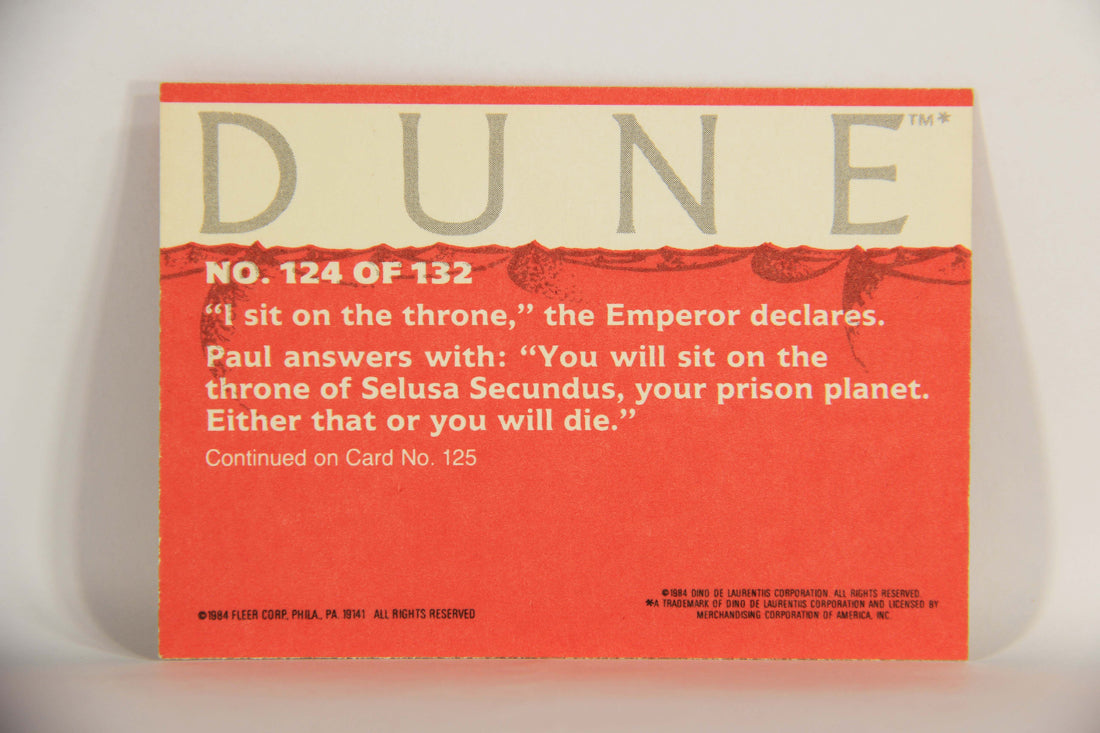 DUNE™*
NO. 124 OF 132
“I sit on the throne,” the Emperor declares.
Paul answers with: “You will sit on the
throne of Selusa Secundus, your prison planet.
Either that or you will die.”
Continued on Card No. 125
©1984 FLEER CORP., PHILA., PA. 19141 ALL RIGHTS RESERVED
©1984 DINO DE LAURENTIIS CORPORATION. ALL RIGHTS RESERVED.
*A TRADEMARK OF DINO DE LAURENTIIS CORPORATION AND LICENSED BY
MERCHANDISING CORPORATION OF AMERICA, INC.